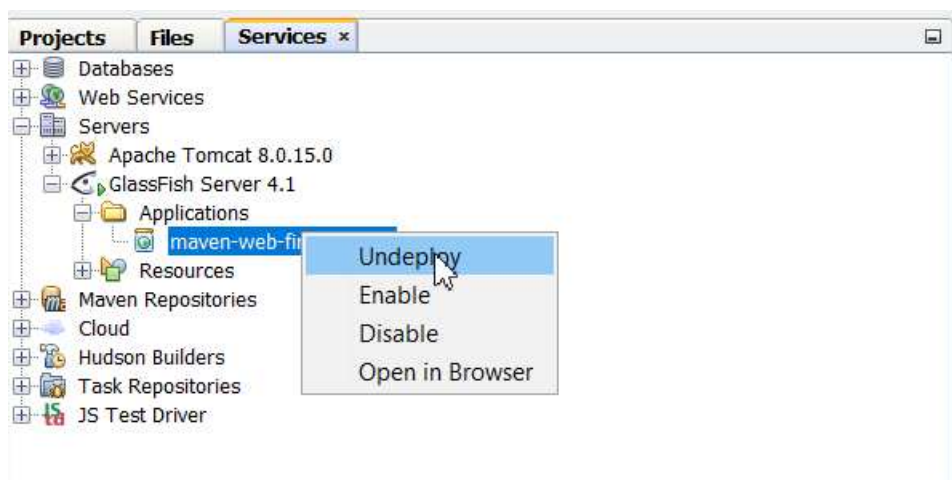 Projects Files Services ×
Databases
Web Services
Servers
Apache Tomcat 8.0.15.0
GlassFish Server 4.1
Applications
maven-web-fir
Undeploy
Resources
Enable
Maven Repositories
Disable
Cloud
Open in Browser
Hudson Builders
Task Repositories
JS Test Driver